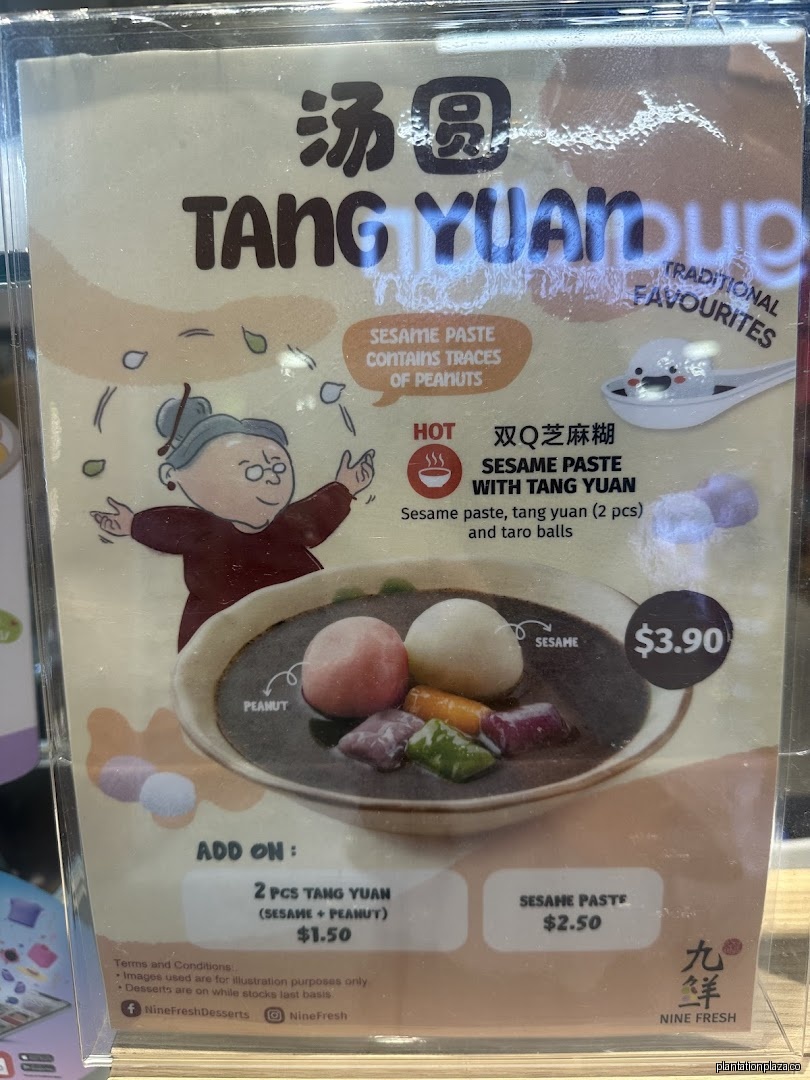 汤圆
TANG YUAN
TRADITIONAL
FAVOURITES
SESAME PASTE
CONTAINS TRACES
OF PEANUTS
HOT
双Q芝麻糊
SESAME PASTE
WITH TANG YUAN
Sesame paste, tang yuan (2 pcs)
and taro balls
$3.90
SESAME
PEANUT
ADD ON :
2 PCS TANG YUAN
(SESAME + PEANUT)
$1.50
SESAME PASTE
$2.50
Terms and Conditions:
• Images used are for illustration purposes only.
• Desserts are on while stocks last basis
NineFreshDesserts
NineFresh
九鲜
NINE FRESH
plantationplaza.co